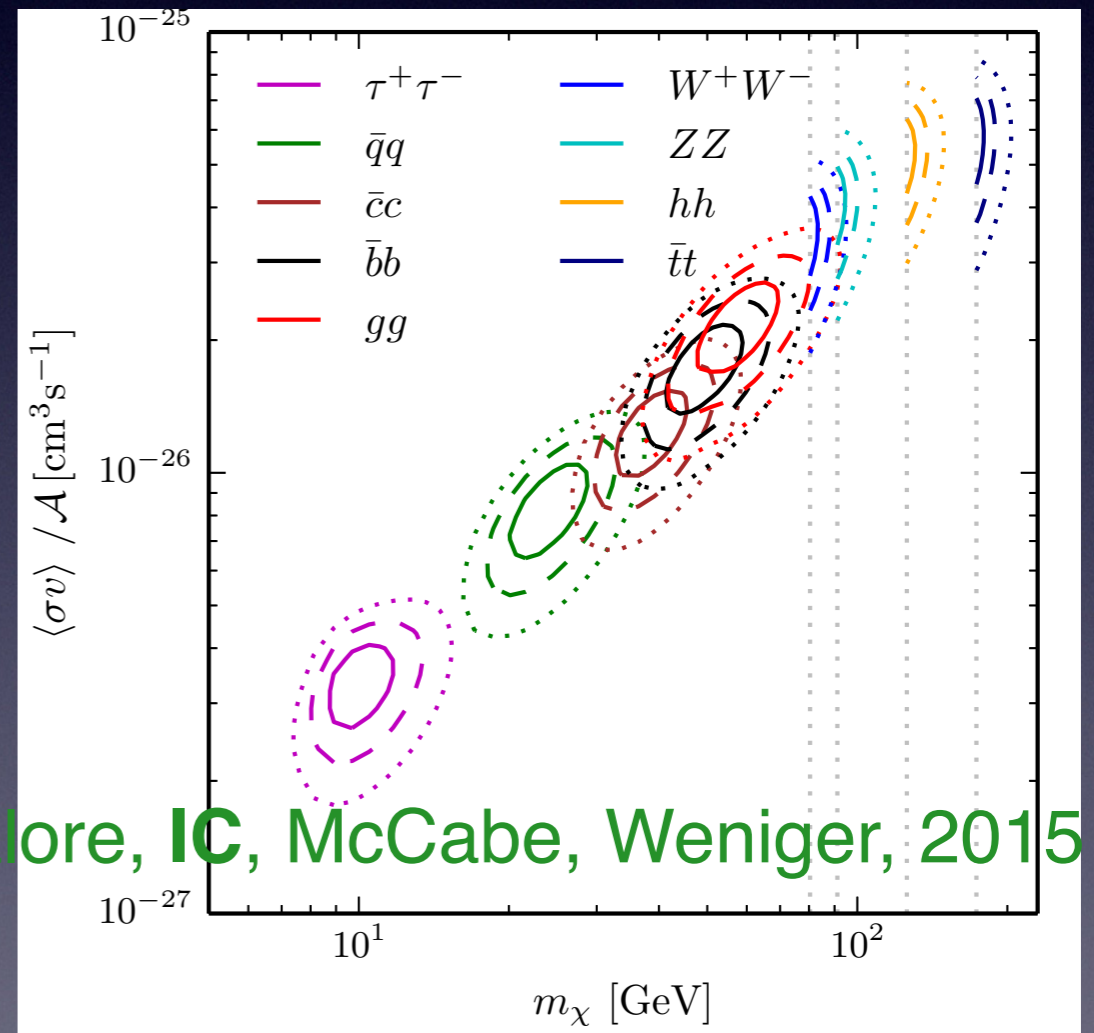 10⁻²⁵
τ⁺τ⁻
W⁺W⁻
q̄q
ZZ
c̄c
hh
b̄b
t̄t
gg
⟨σv⟩ / 𝒜 [cm³s⁻¹]
10⁻²⁶
lore, IC, McCabe, Weniger, 2015
10⁻²⁷
10¹
10²
m_χ [GeV]